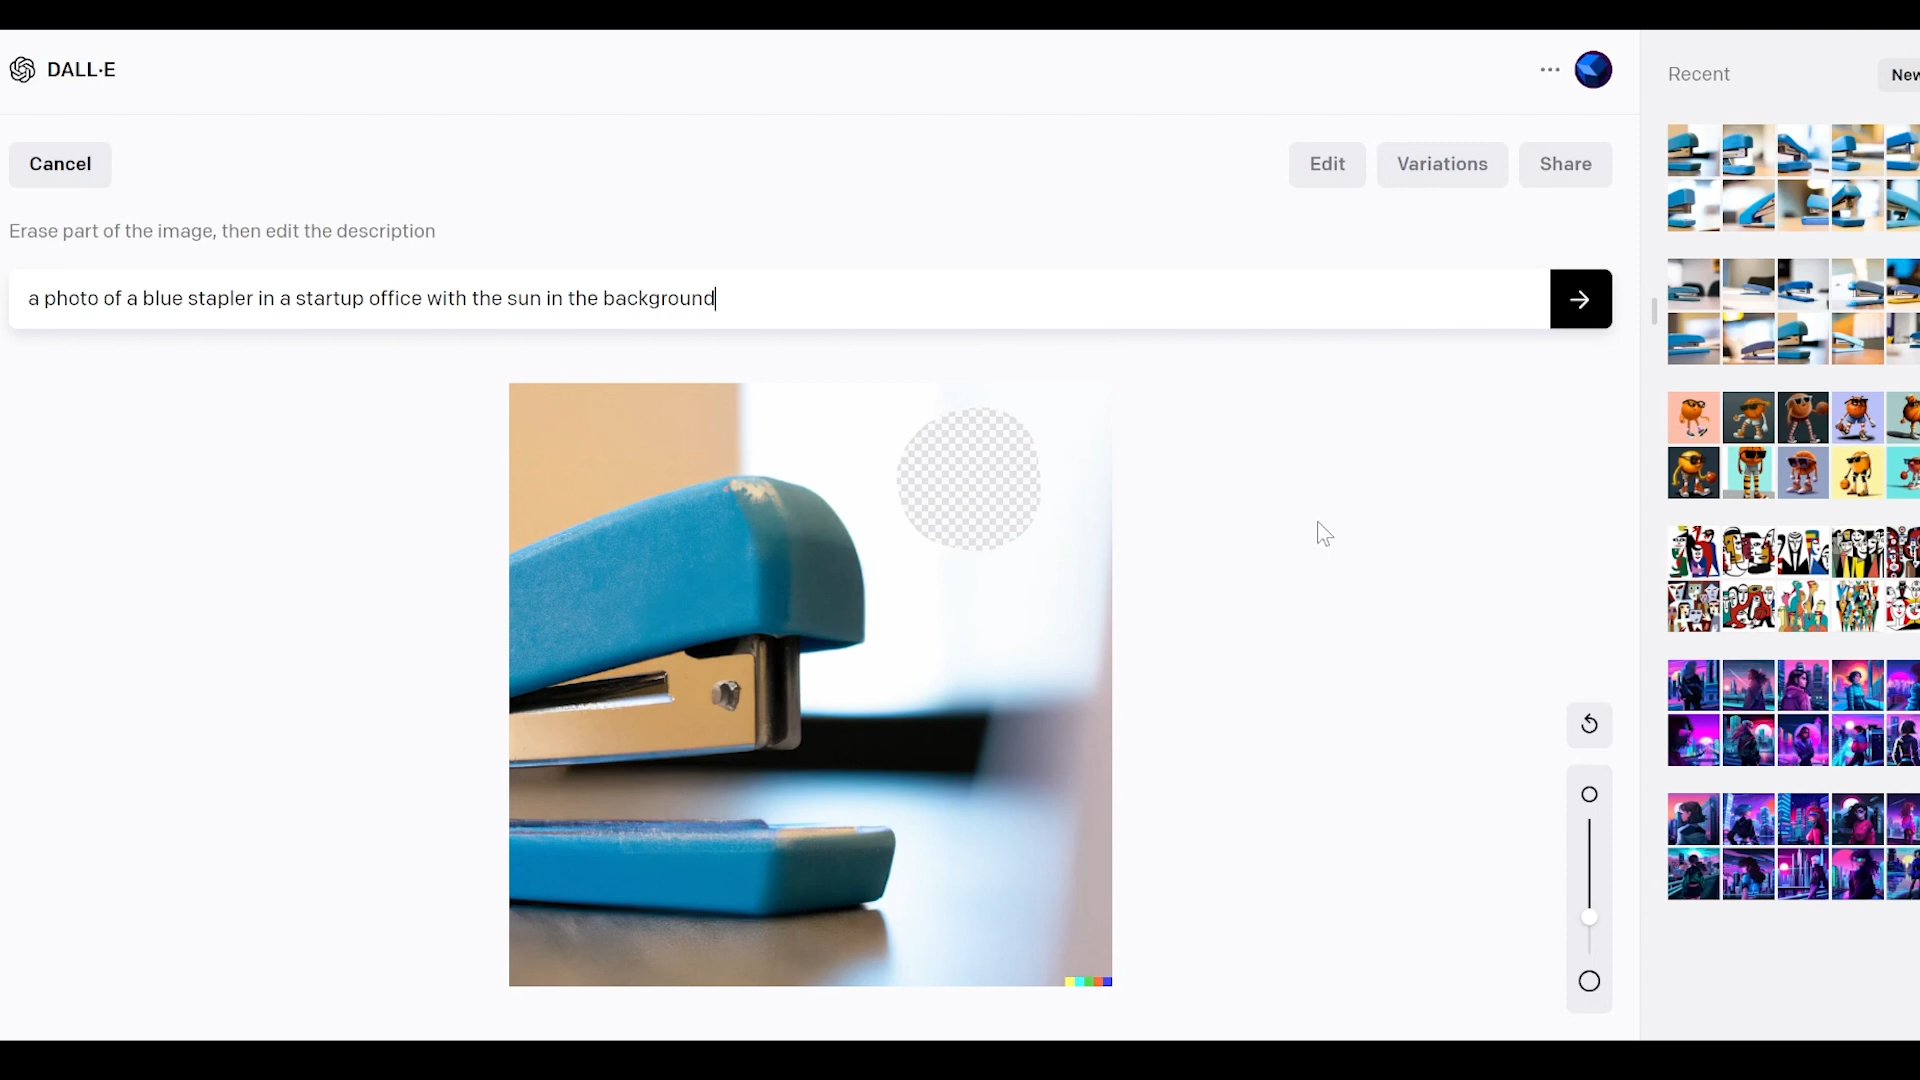 DALL·E
Recent
New
Cancel
Edit
Variations
Share
Erase part of the image, then edit the description
a photo of a blue stapler in a startup office with the sun in the background